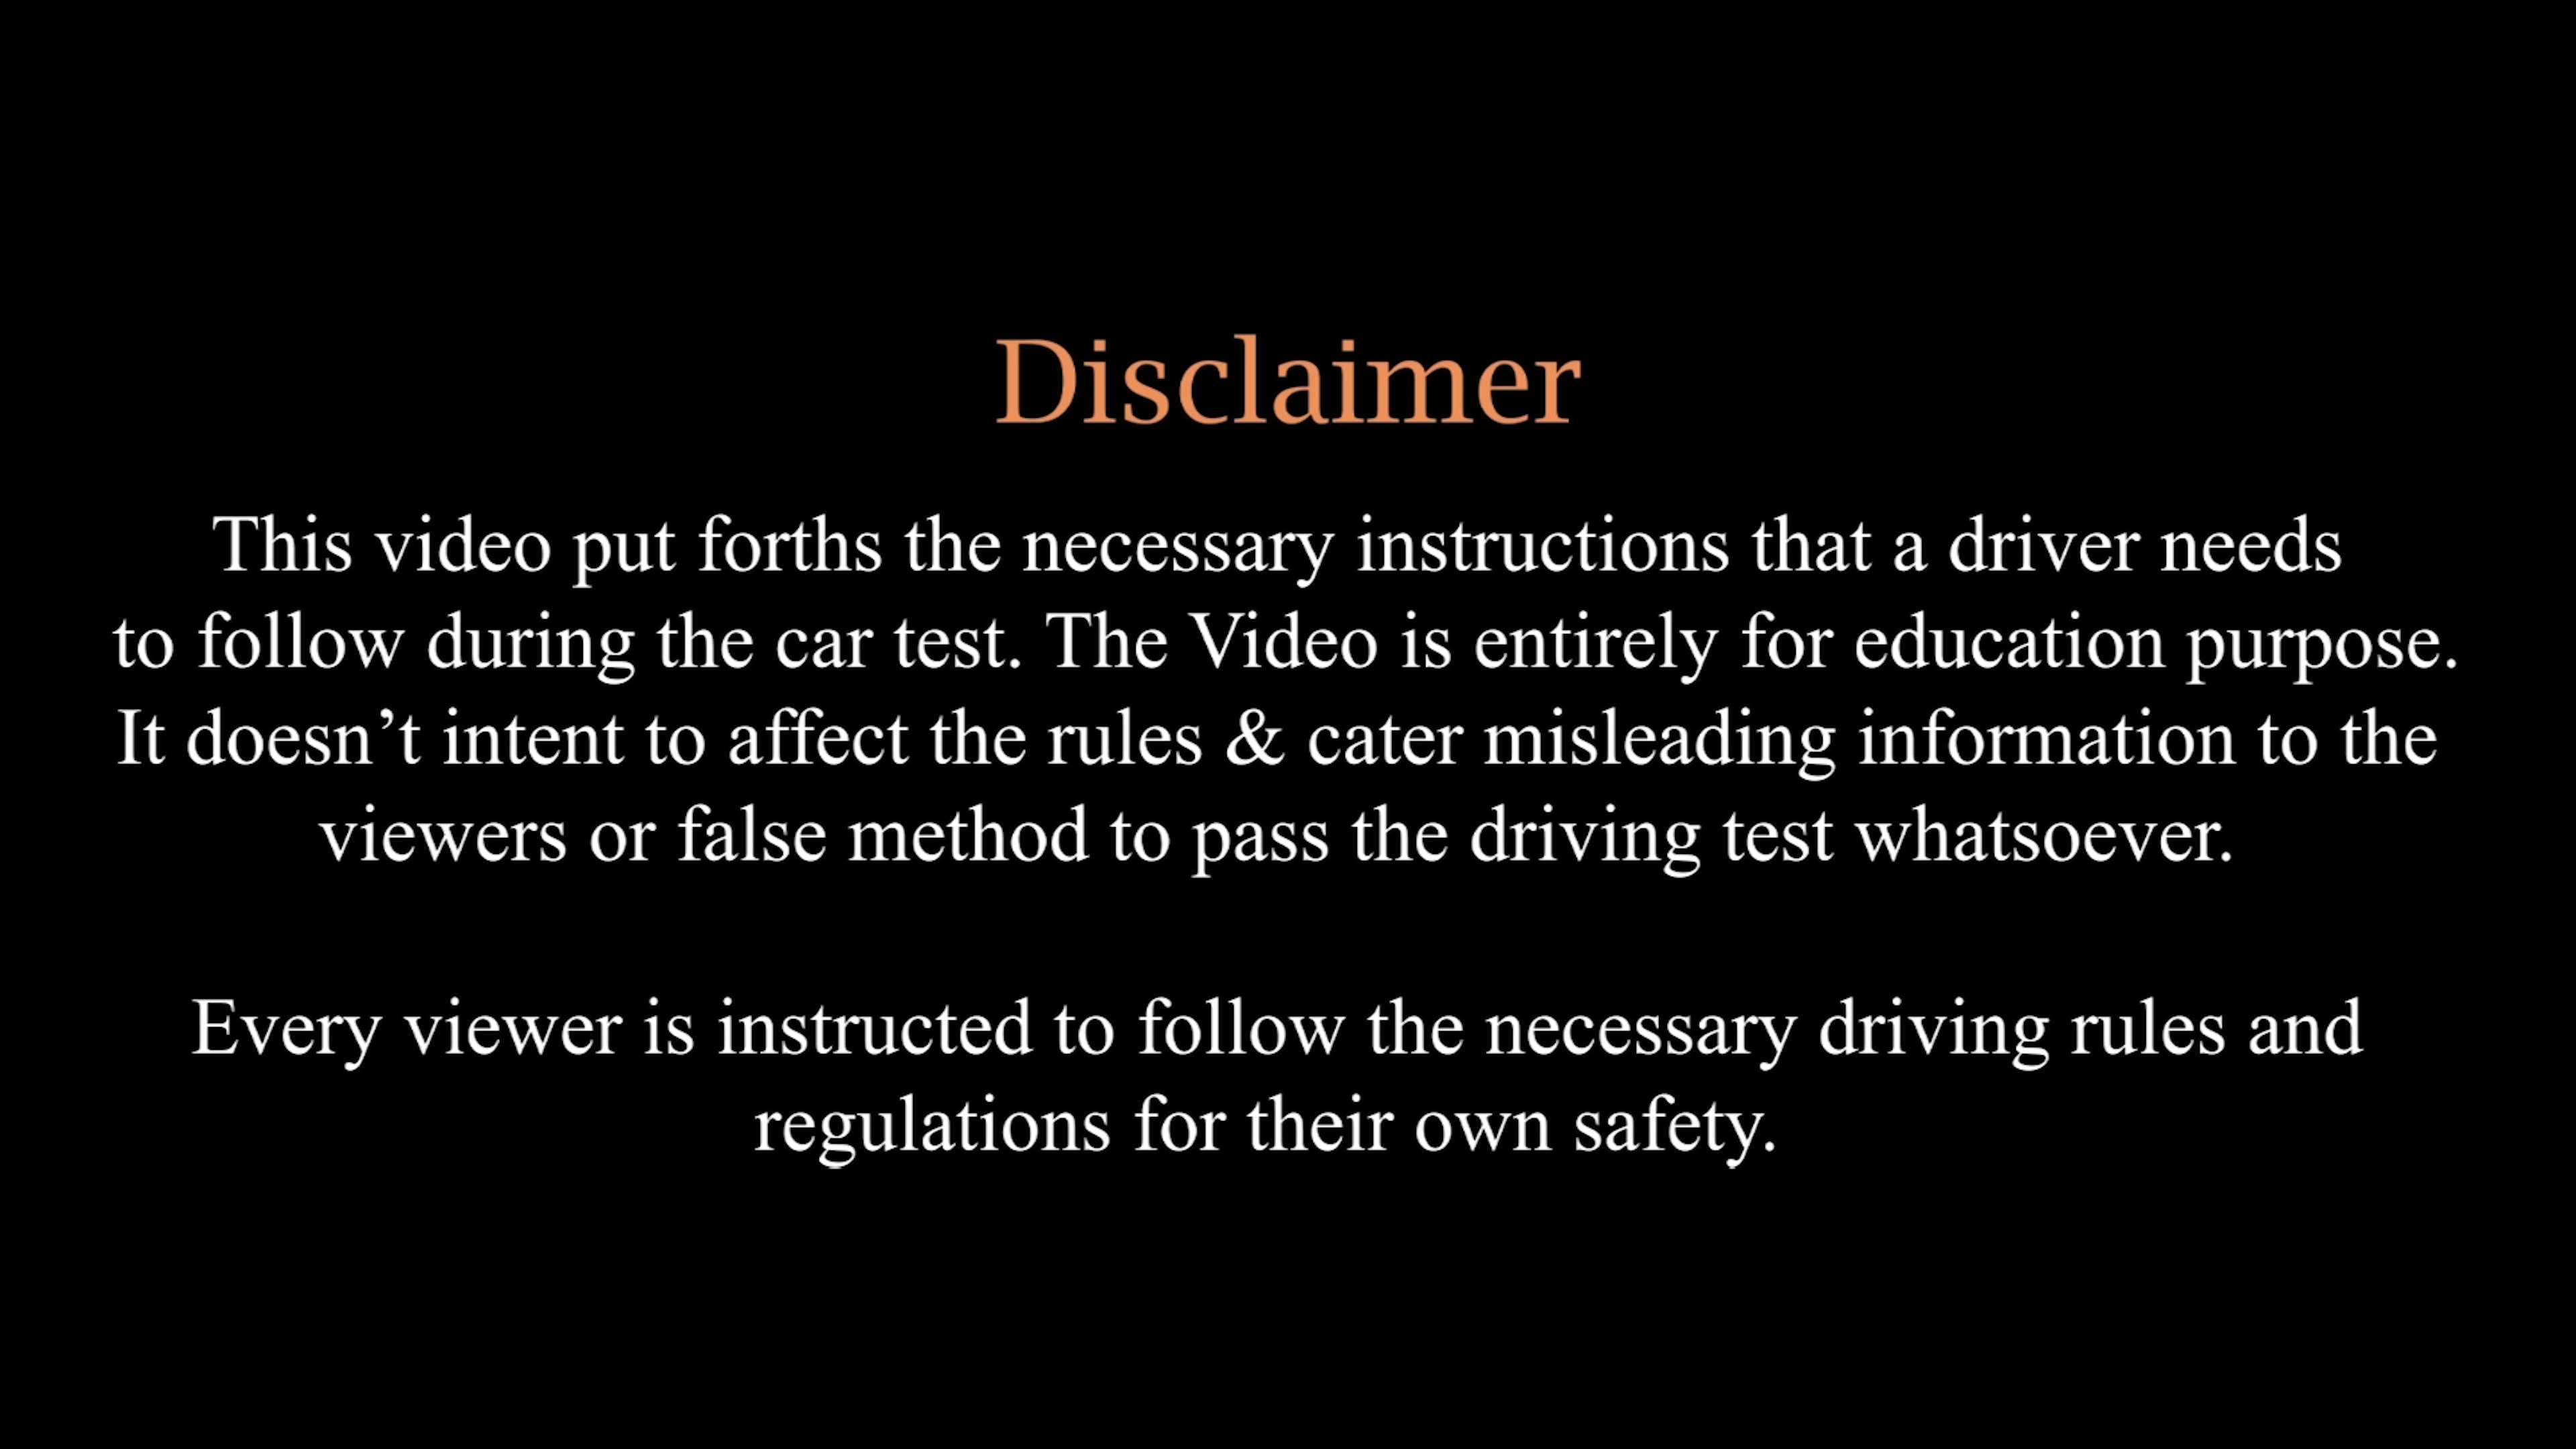 Disclaimer
This video put forths the necessary instructions that a driver needs
to follow during the car test. The Video is entirely for education purpose.
It doesn’t intent to affect the rules & cater misleading information to the
viewers or false method to pass the driving test whatsoever.
Every viewer is instructed to follow the necessary driving rules and
regulations for their own safety.